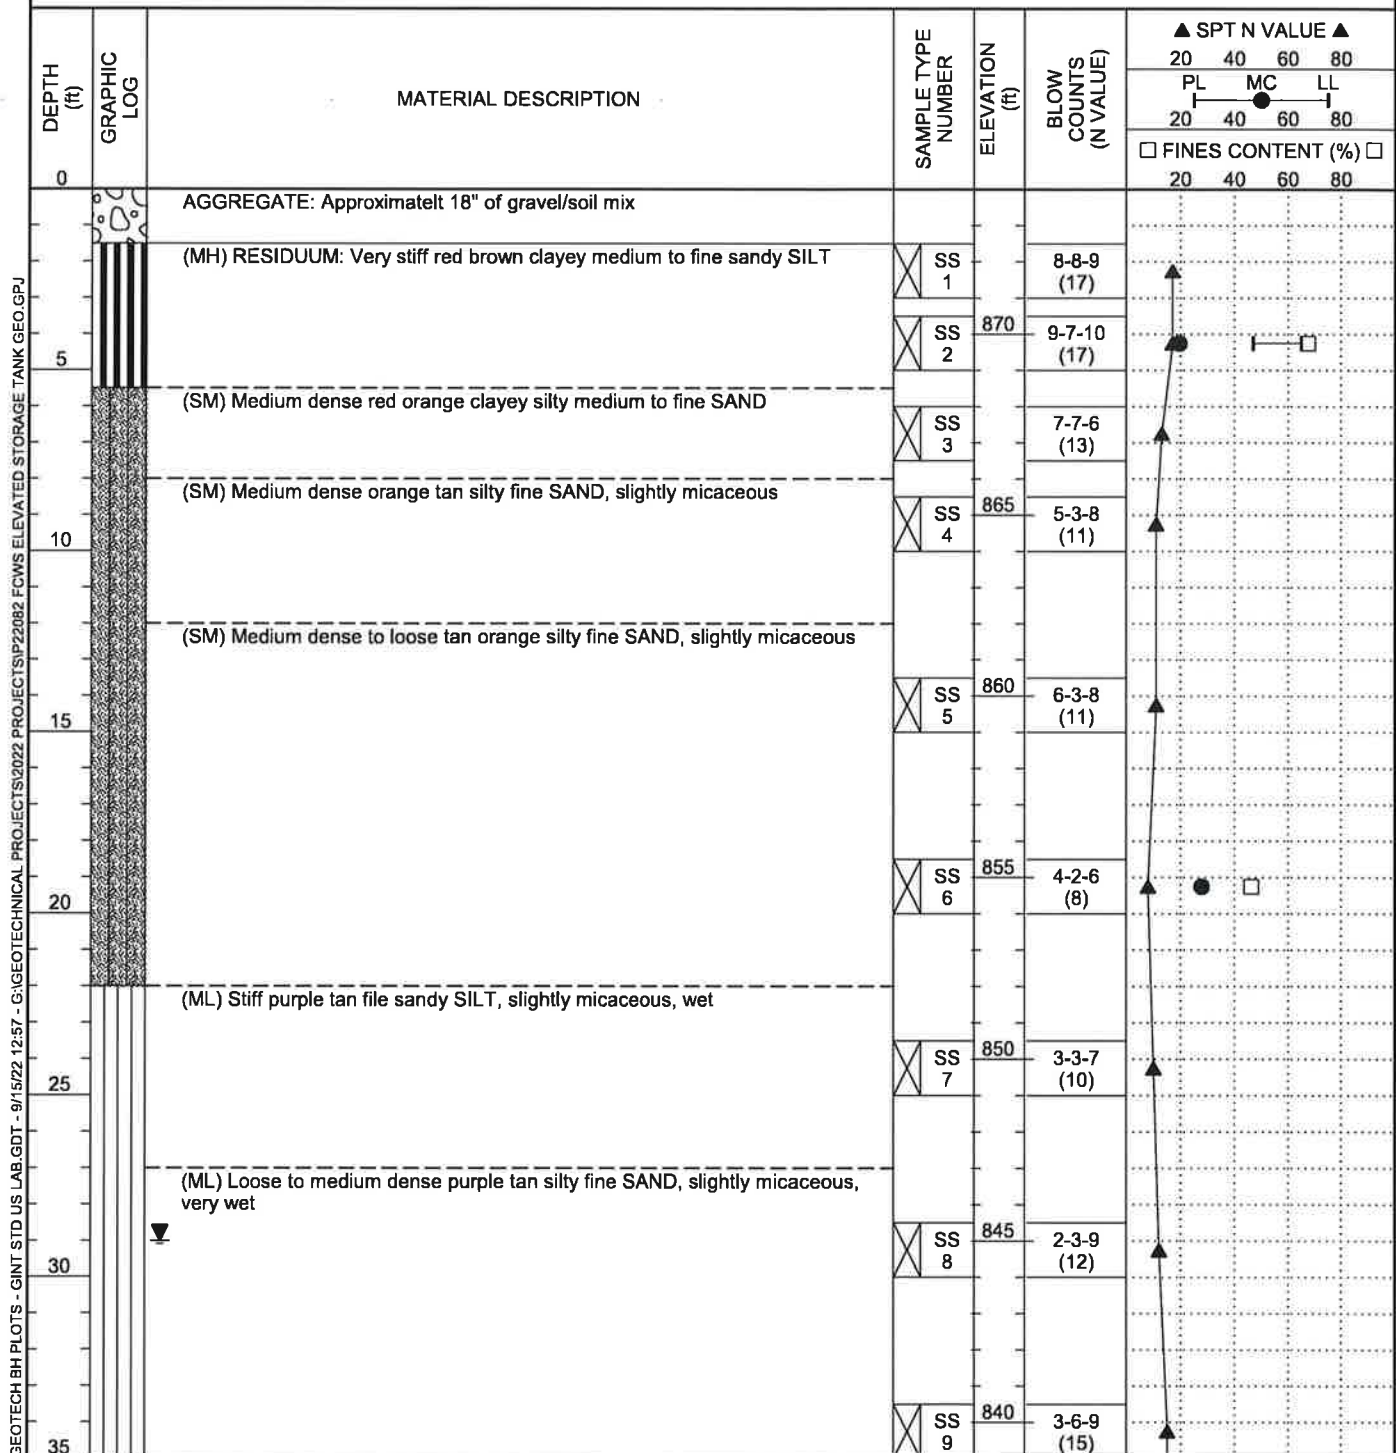 DEPTH
(ft)
GRAPHIC
LOG
MATERIAL DESCRIPTION
SAMPLE TYPE
NUMBER
ELEVATION
(ft)
BLOW
COUNTS
(N VALUE)
▲ SPT N VALUE ▲
20 40 60 80
PL MC LL
20 40 60 80
□ FINES CONTENT (%) □
20 40 60 80
0
AGGREGATE: Approximatelt 18" of gravel/soil mix
(MH) RESIDUUM: Very stiff red brown clayey medium to fine sandy SILT
SS
1
8-8-9
(17)
SS
2
870
9-7-10
(17)
5
(SM) Medium dense red orange clayey silty medium to fine SAND
SS
3
7-7-6
(13)
(SM) Medium dense orange tan silty fine SAND, slightly micaceous
SS
4
865
5-3-8
(11)
10
(SM) Medium dense to loose tan orange silty fine SAND, slightly micaceous
SS
5
860
6-3-8
(11)
15
SS
6
855
4-2-6
(8)
20
(ML) Stiff purple tan file sandy SILT, slightly micaceous, wet
SS
7
850
3-3-7
(10)
25
(ML) Loose to medium dense purple tan silty fine SAND, slightly micaceous,
very wet
SS
8
845
2-3-9
(12)
30
SS
9
840
3-6-9
(15)
35
GEOTECH BH PLOTS - GINT STD US LAB.GDT - 9/15/22 12:57 - G:\GEOTECHNICAL PROJECTS\2022 PROJECTS\P22082 FCWS ELEVATED STORAGE TANK GEO.GPJ